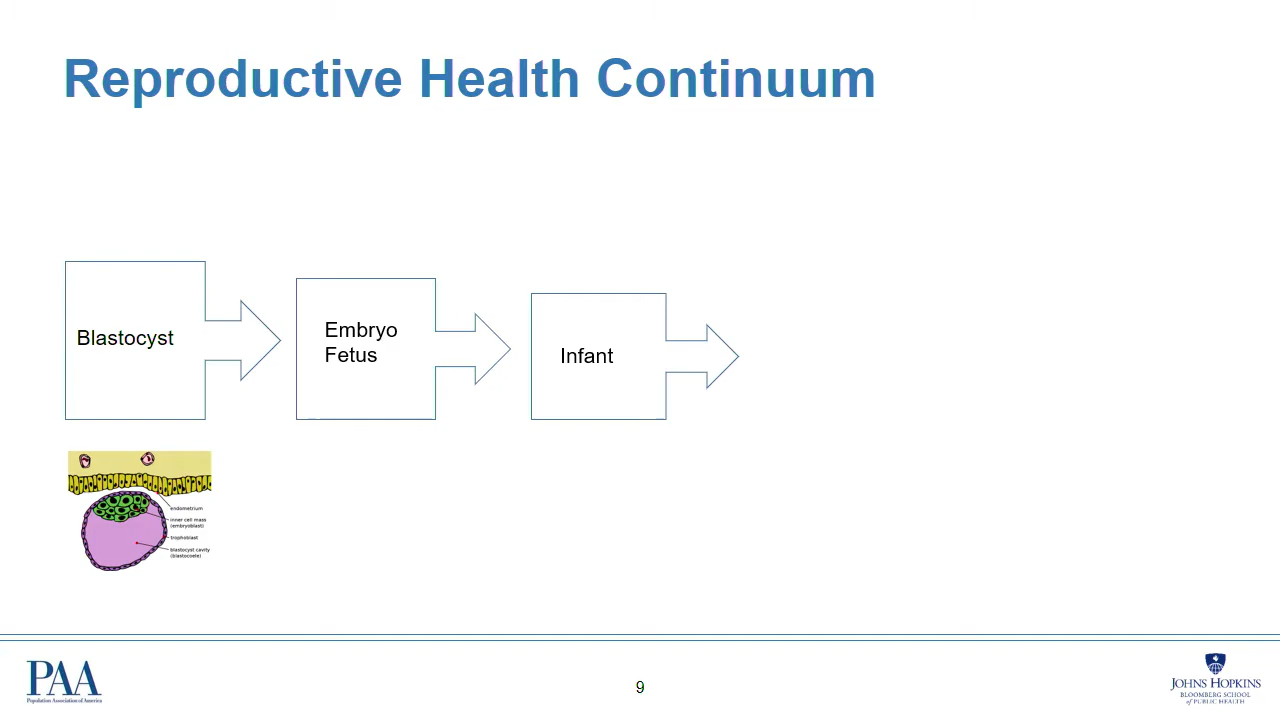 Reproductive Health Continuum
Blastocyst
Embryo
Fetus
Infant
endometrium
inner cell mass
(embryoblast)
trophoblast
blastocyst cavity
(blastocoele)
PAA
Population Association of America
9
JOHNS HOPKINS
BLOOMBERG SCHOOL
of PUBLIC HEALTH